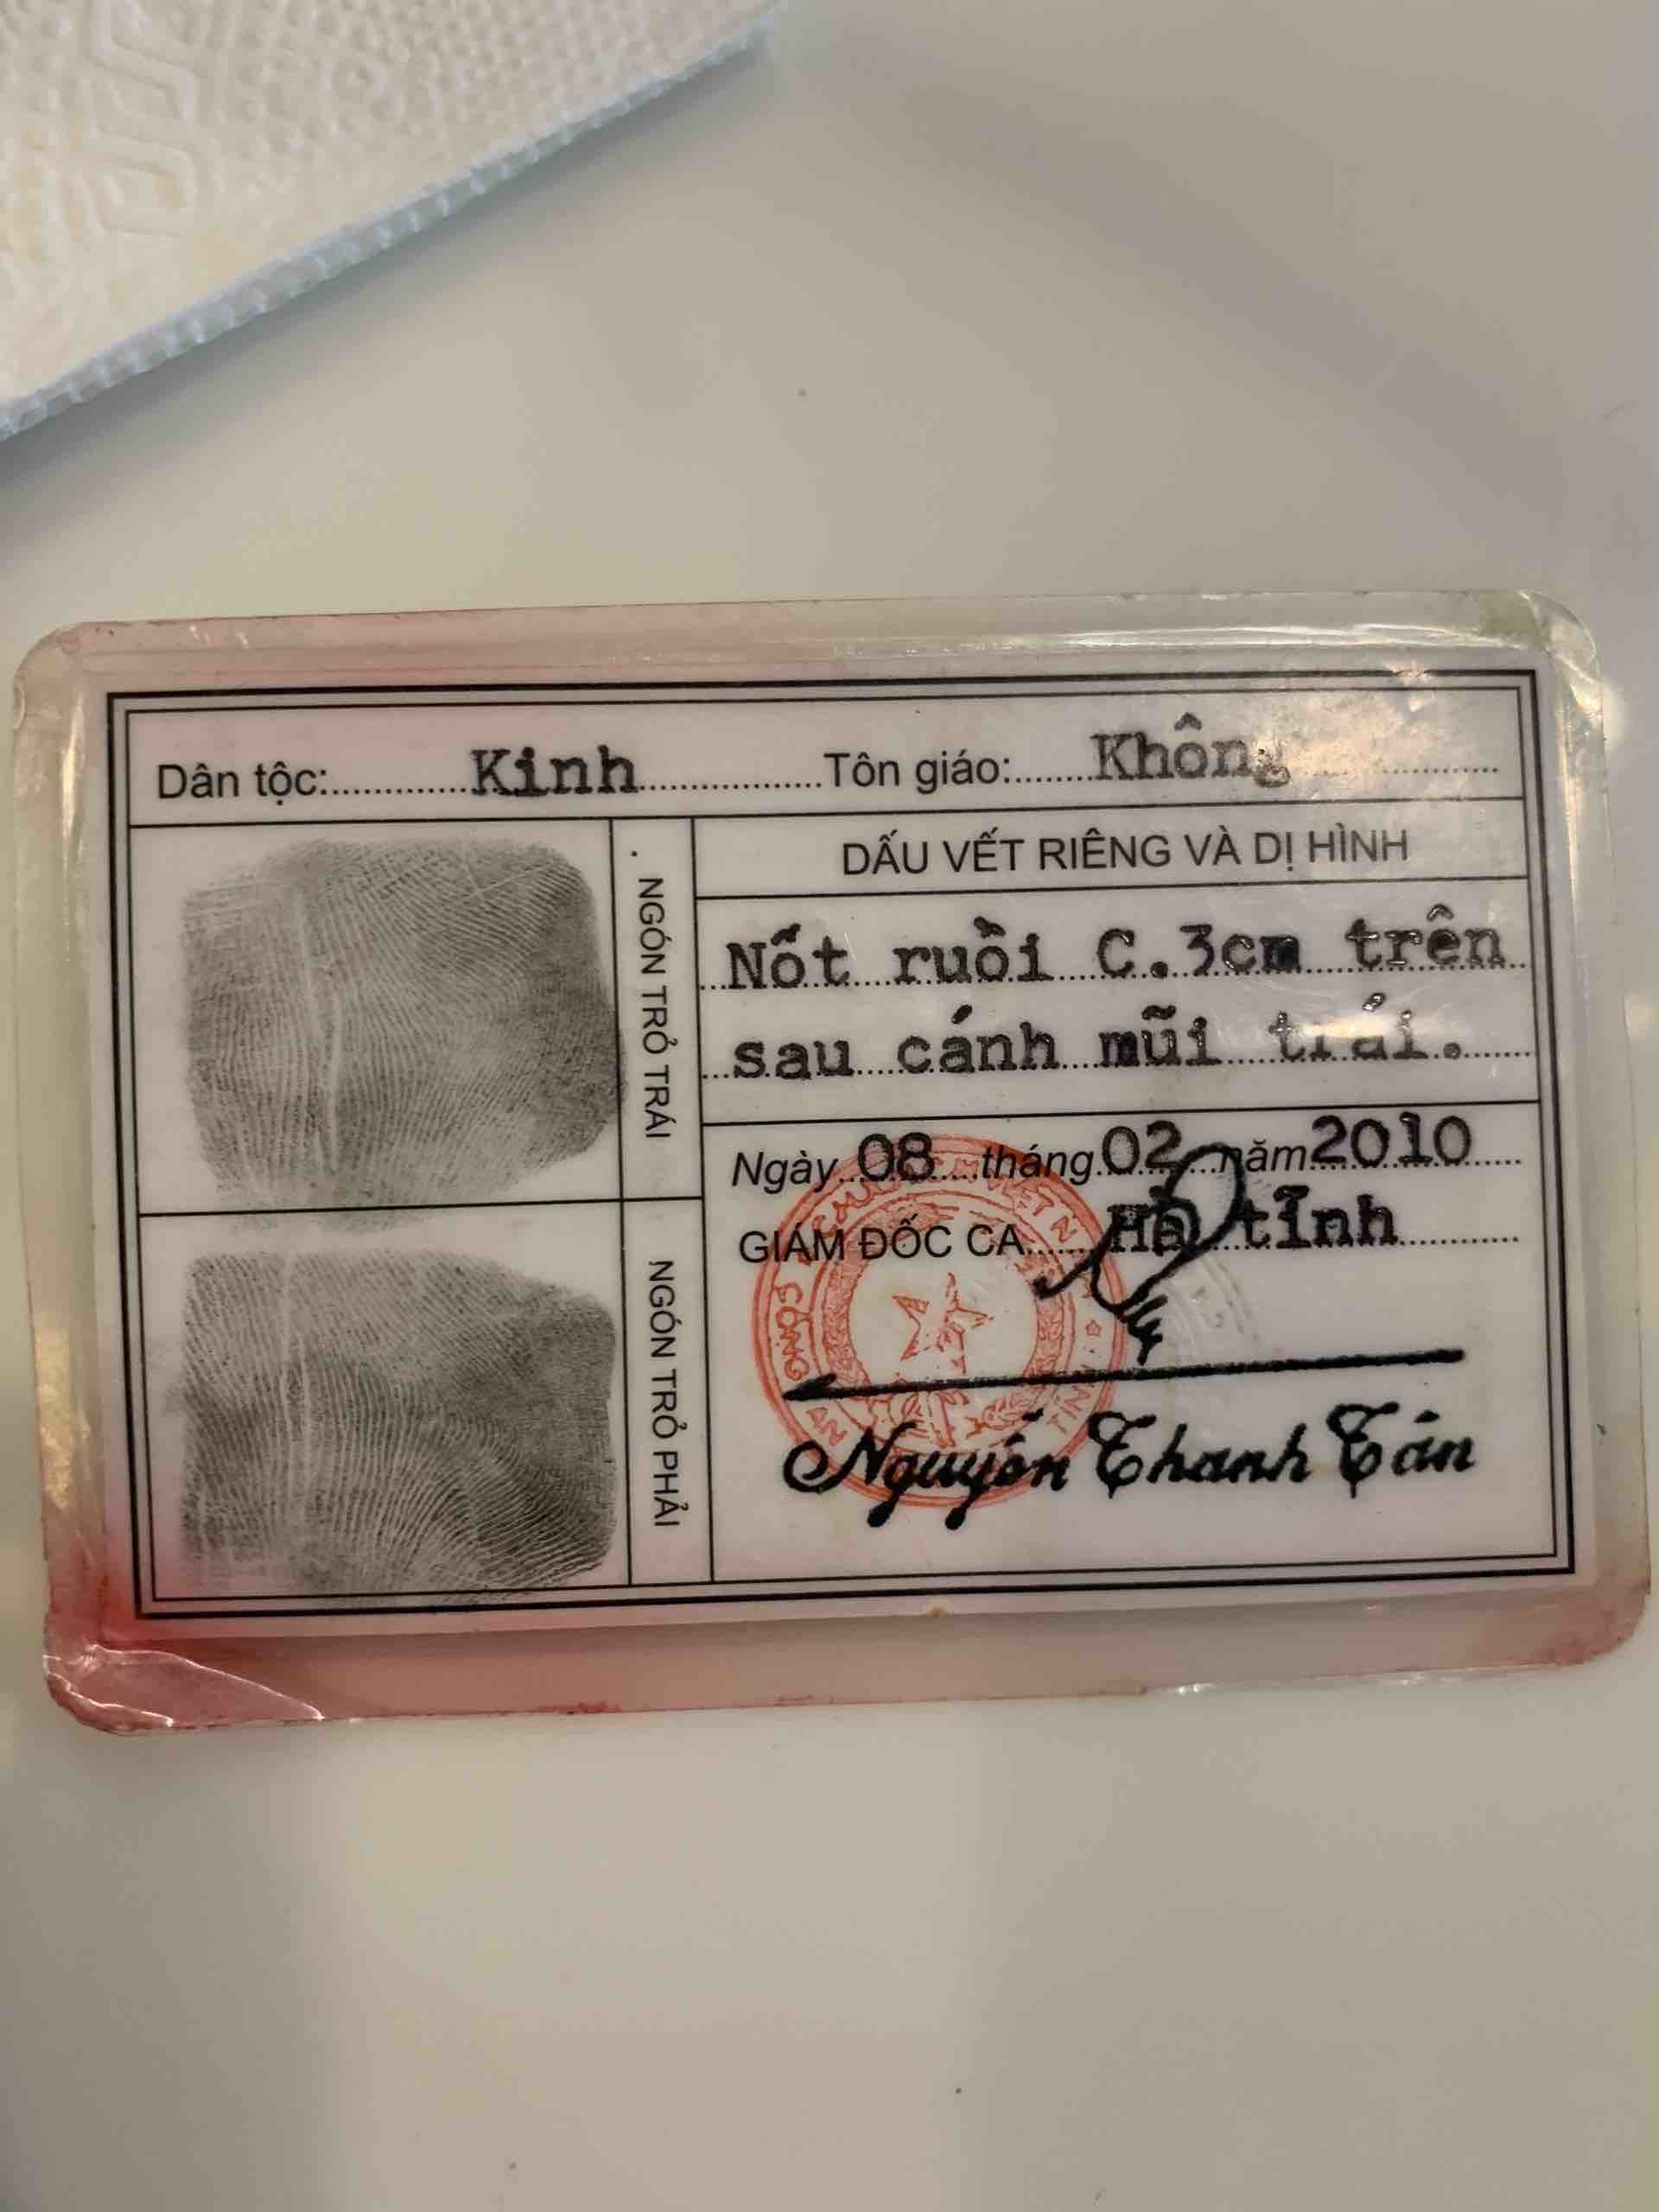 Dân tộc: Kinh Tôn giáo: Không
NGÓN TRỎ TRÁI
DẤU VẾT RIÊNG VÀ DỊ HÌNH
Nốt ruồi C.3cm trên
sau cánh mũi trái.
NGÓN TRỎ PHẢI
Ngày 08 tháng 02 năm 2010
GIÁM ĐỐC CA Hà tĩnh
CÔNG AN
Nguyễn Thanh Tân